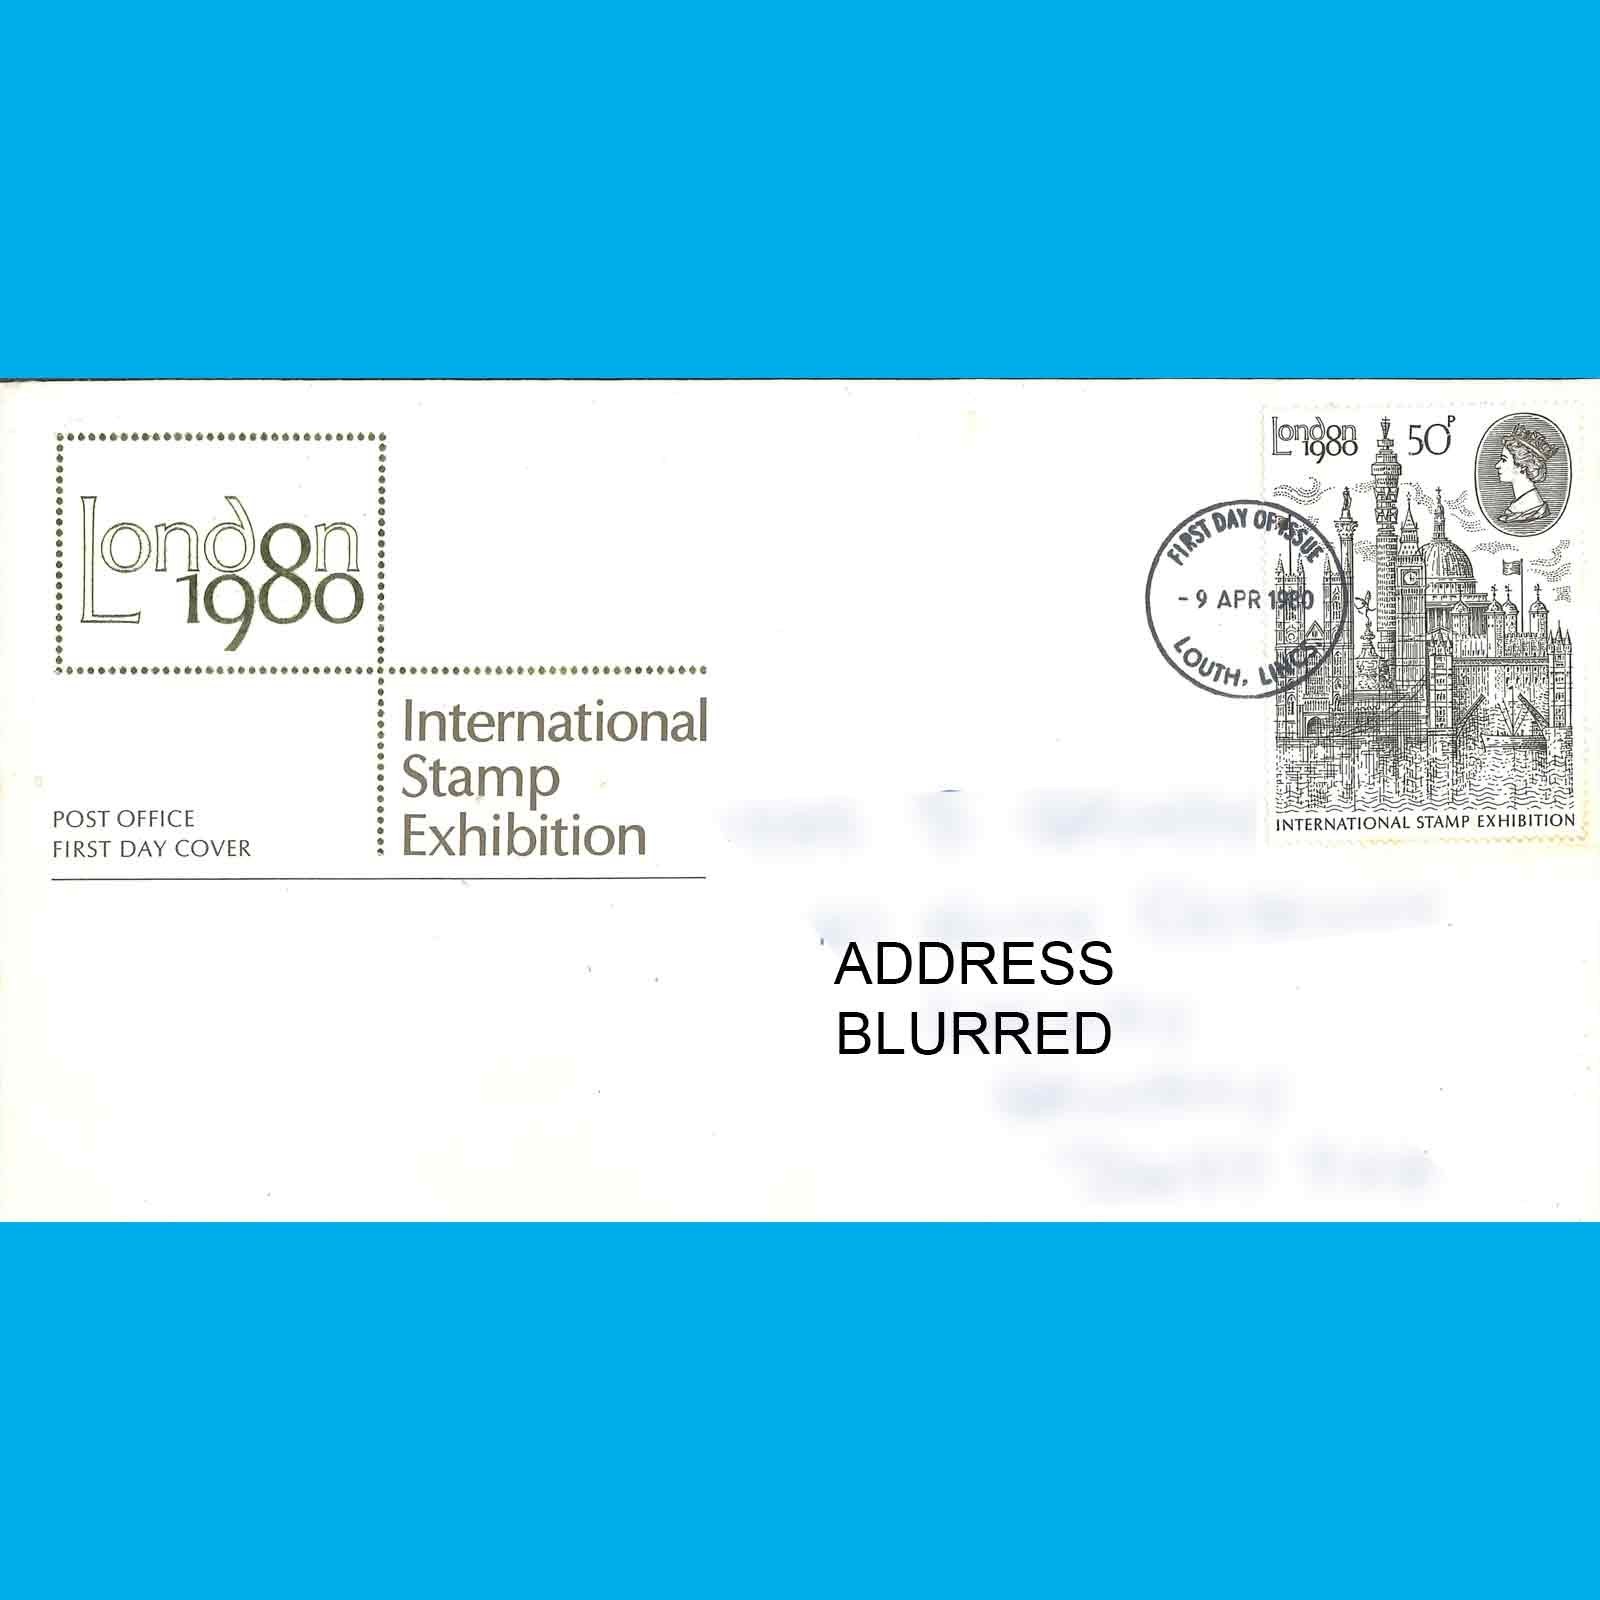 London
1980
International
Stamp
Exhibition
POST OFFICE
FIRST DAY COVER
London
1980
50P
FIRST DAY OF ISSUE
- 9 APR 1980
LOUTH, LINCS
INTERNATIONAL STAMP EXHIBITION
ADDRESS
BLURRED